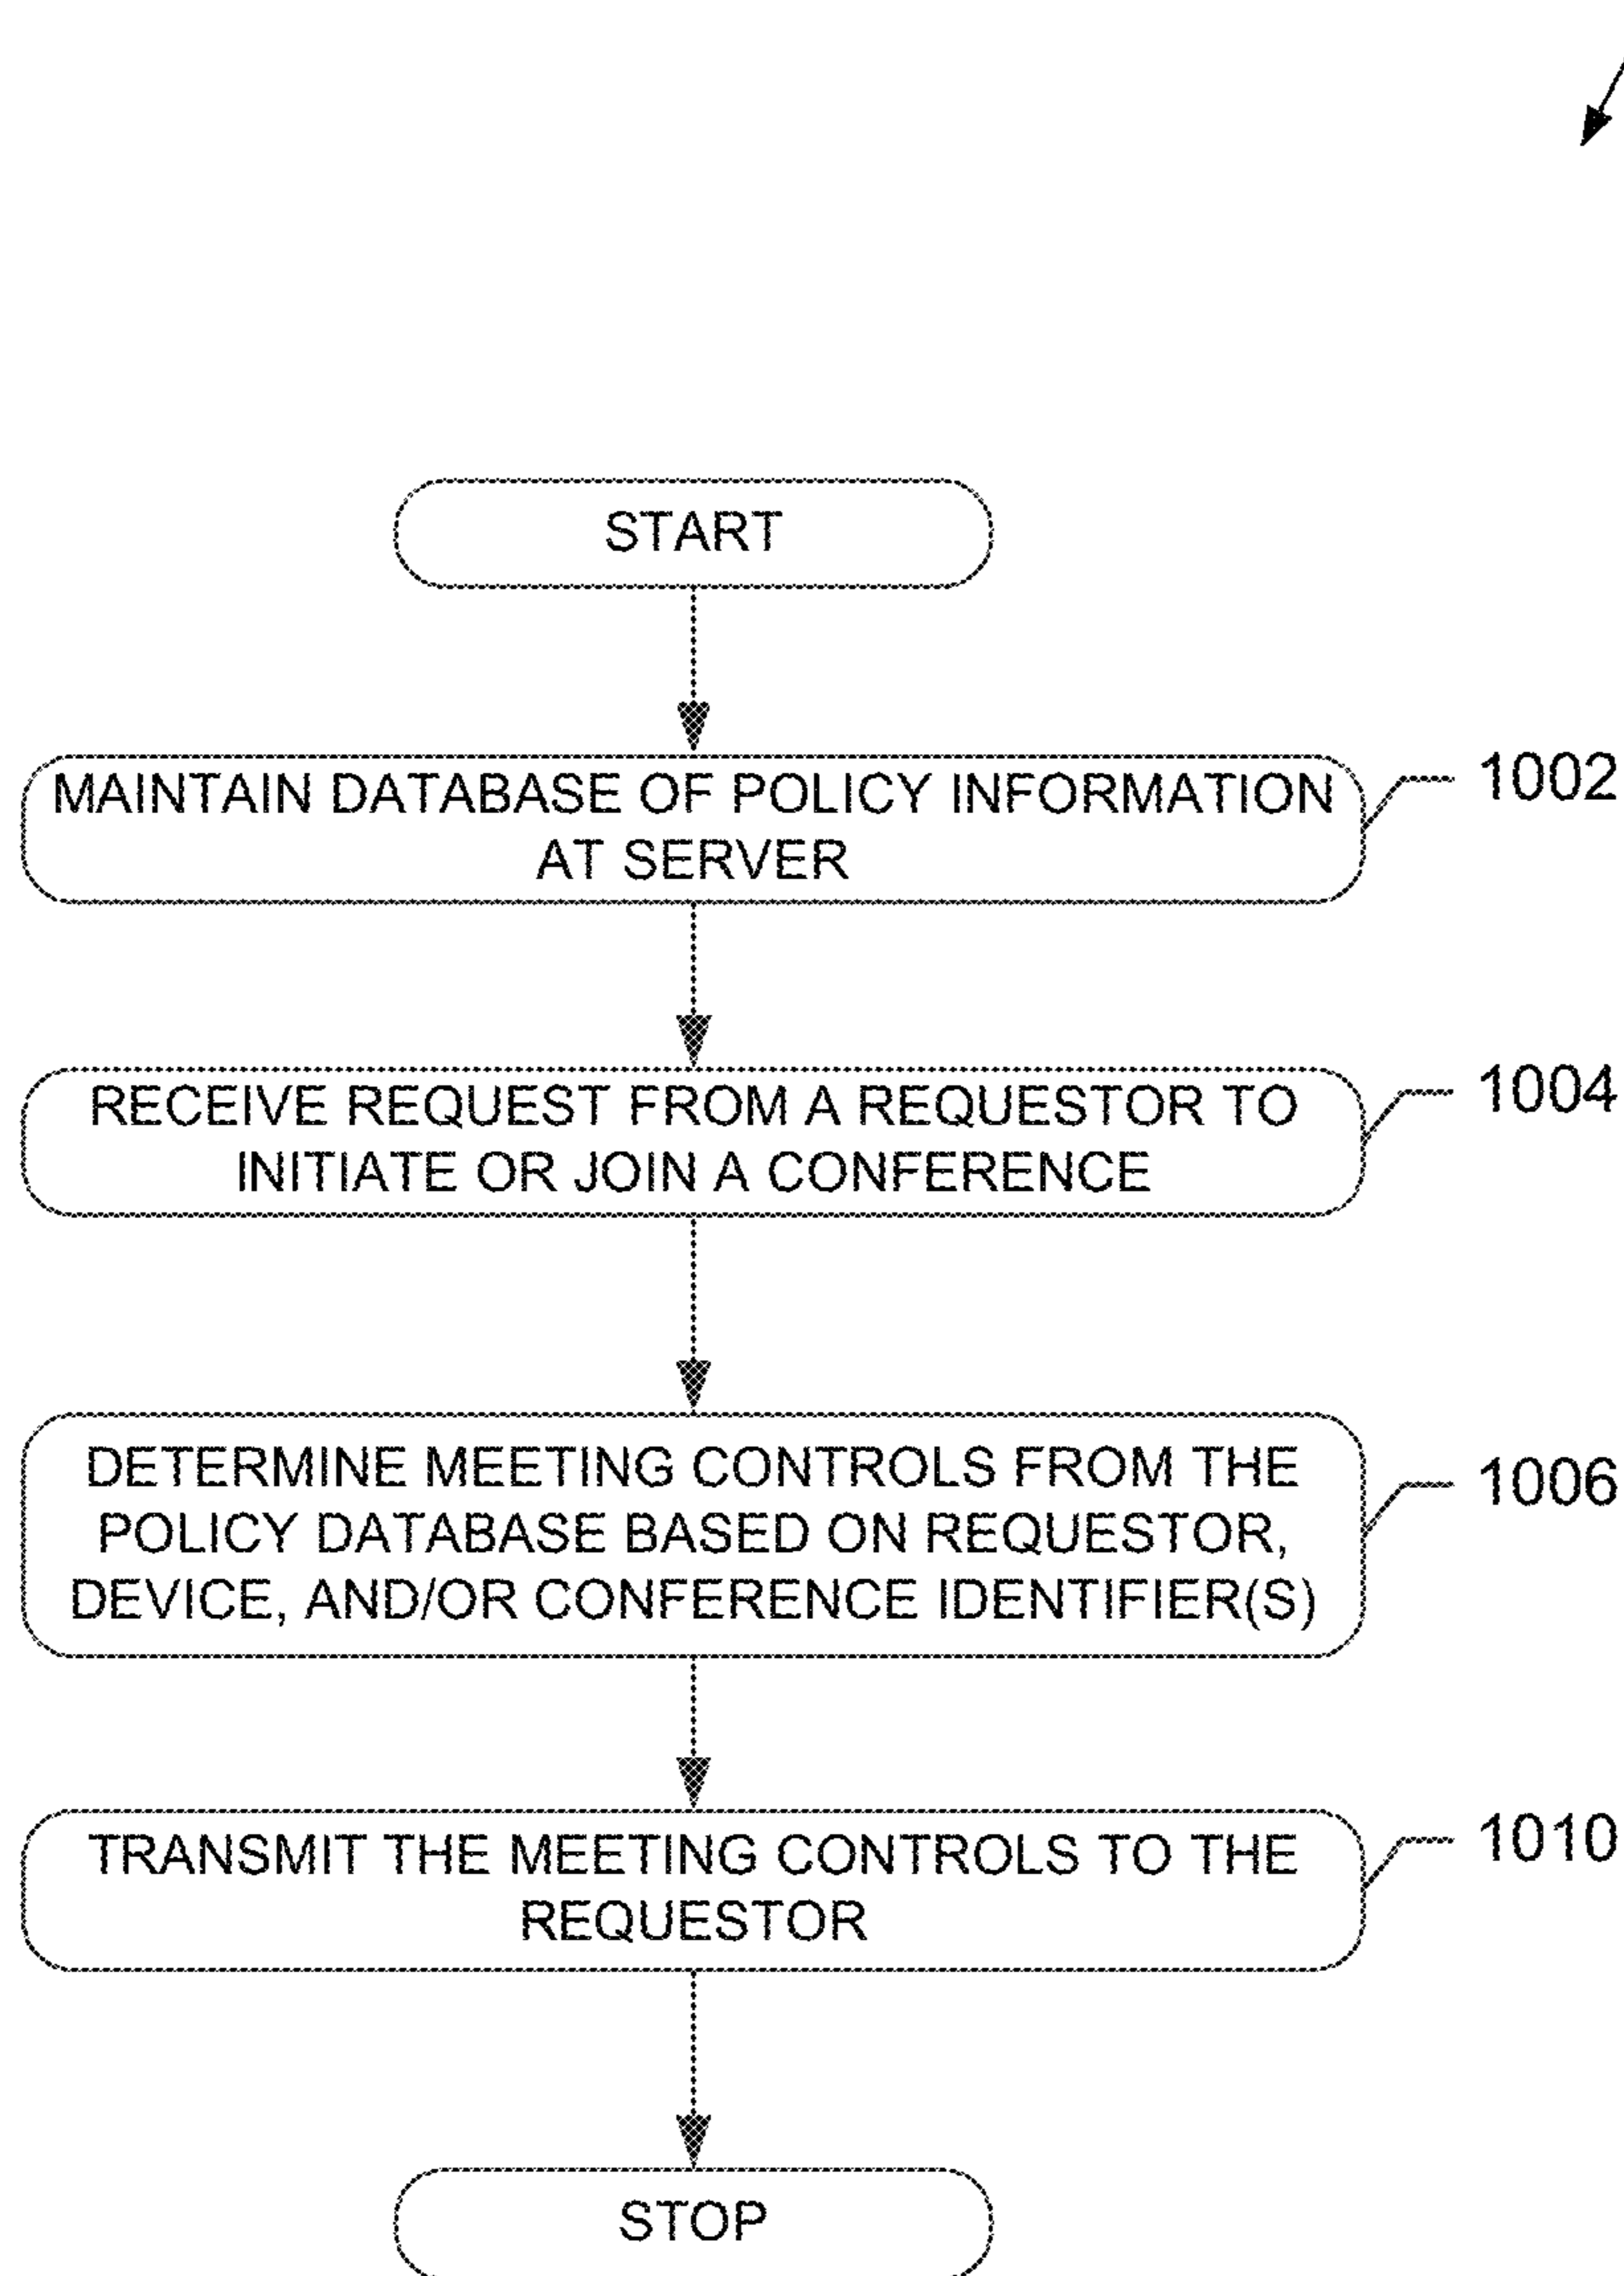 START
MAINTAIN DATABASE OF POLICY INFORMATION
AT SERVER
1002
RECEIVE REQUEST FROM A REQUESTOR TO
INITIATE OR JOIN A CONFERENCE
1004
DETERMINE MEETING CONTROLS FROM THE
POLICY DATABASE BASED ON REQUESTOR,
DEVICE, AND/OR CONFERENCE IDENTIFIER(S)
1006
TRANSMIT THE MEETING CONTROLS TO THE
REQUESTOR
1010
STOP